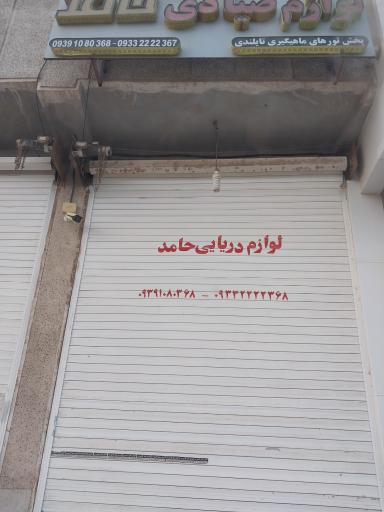 لوازم صیادی
پخش تورهای ماهیگیری تایلندی
0939 10 80 368 - 0933 22 22 367
لوازم دریایی حامد
۰۹۳۹۱۰۸۰۳۶۸ - ۰۹۳۳۲۲۲۲۳۶۸